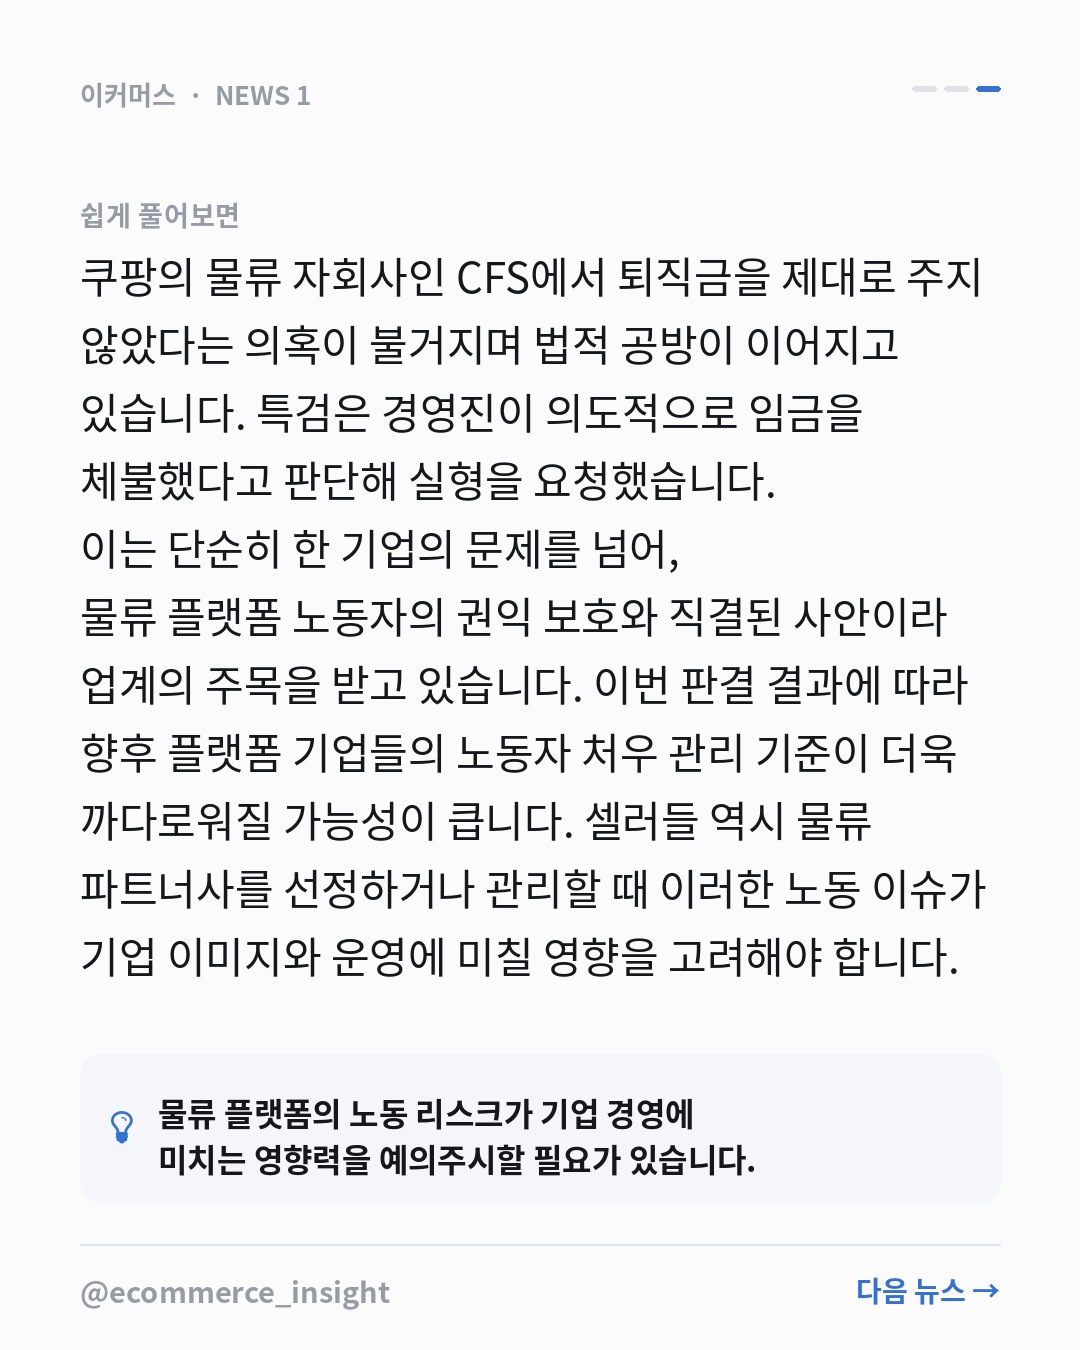 이커머스 · NEWS 1
쉽게 풀어보면
쿠팡의 물류 자회사인 CFS에서 퇴직금을 제대로 주지
않았다는 의혹이 불거지며 법적 공방이 이어지고
있습니다. 특검은 경영진이 의도적으로 임금을
체불했다고 판단해 실형을 요청했습니다.
이는 단순히 한 기업의 문제를 넘어,
물류 플랫폼 노동자의 권익 보호와 직결된 사안이라
업계의 주목을 받고 있습니다. 이번 판결 결과에 따라
향후 플랫폼 기업들의 노동자 처우 관리 기준이 더욱
까다로워질 가능성이 큽니다. 셀러들 역시 물류
파트너사를 선정하거나 관리할 때 이러한 노동 이슈가
기업 이미지와 운영에 미칠 영향을 고려해야 합니다.
물류 플랫폼의 노동 리스크가 기업 경영에
미치는 영향력을 예의주시할 필요가 있습니다.
@ecommerce_insight
다음 뉴스 →